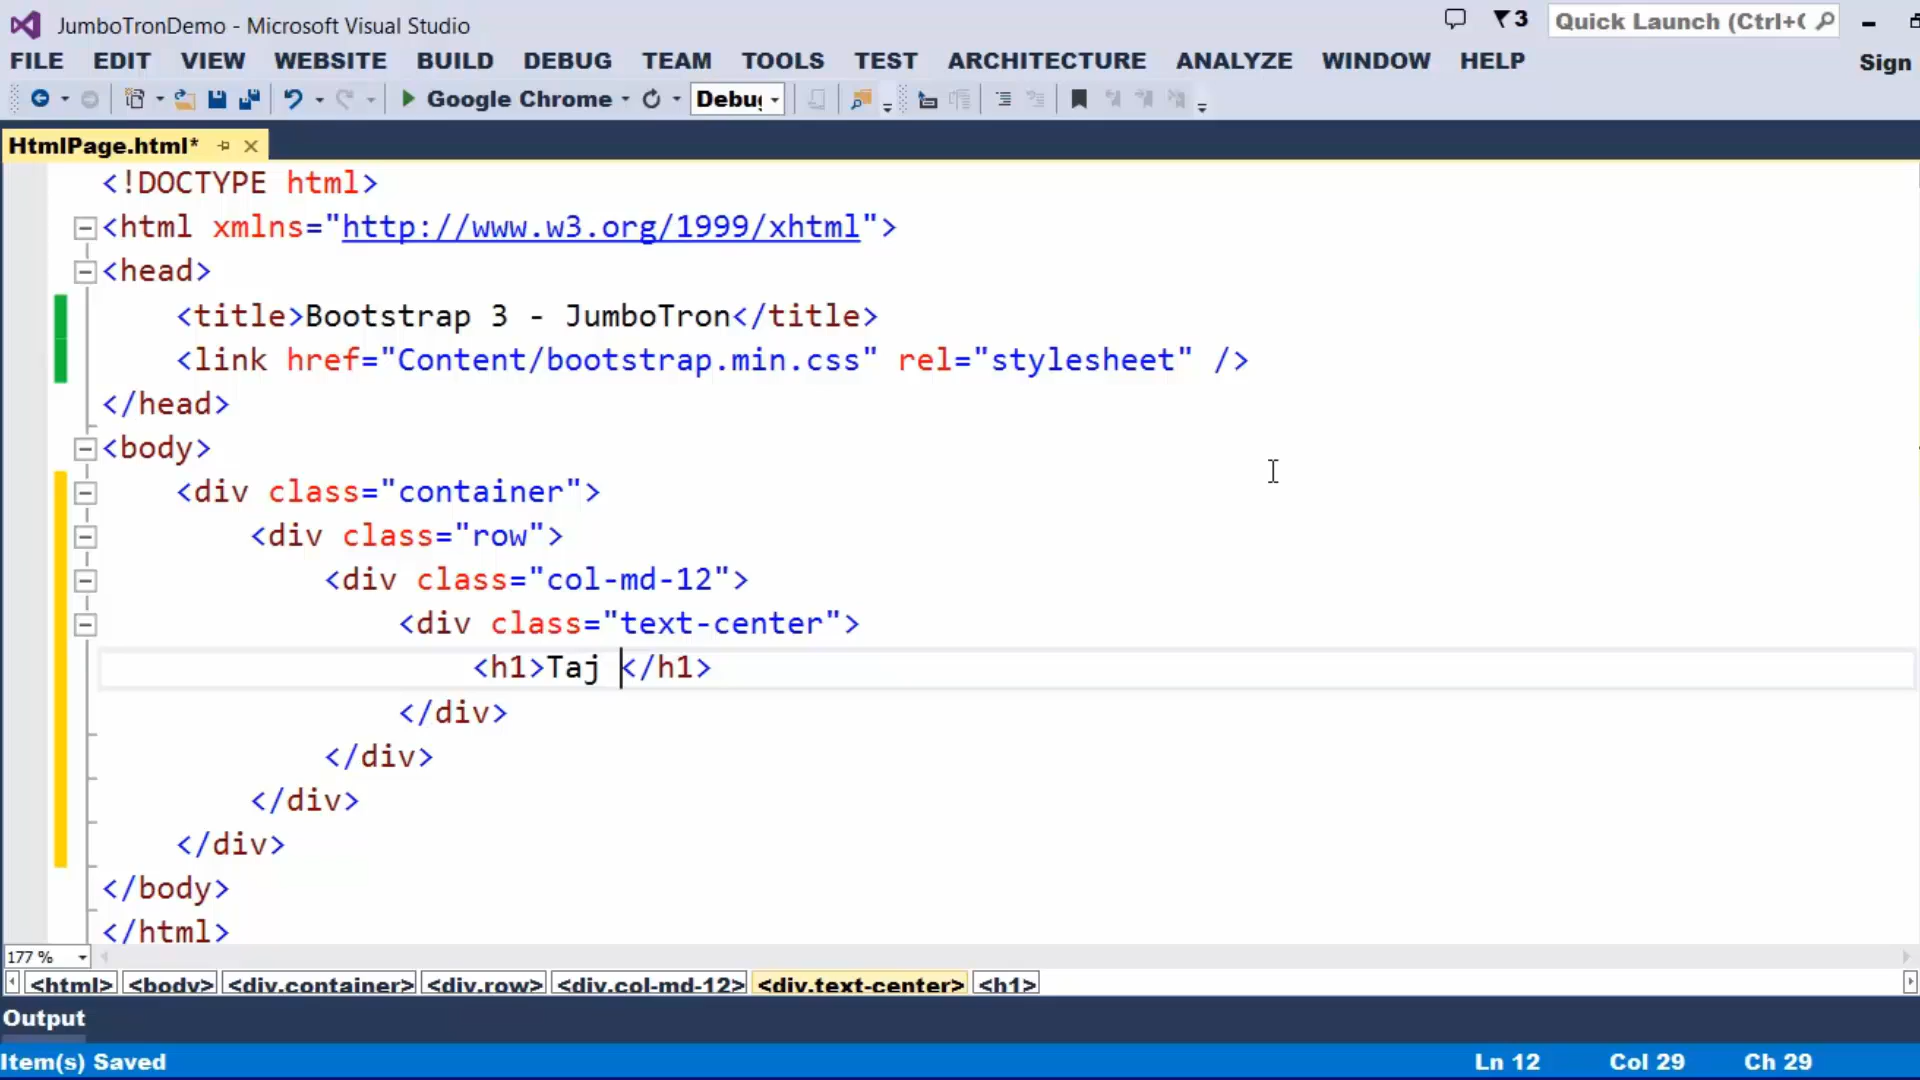 JumboTronDemo - Microsoft Visual Studio
3
Quick Launch (Ctrl+
FILE EDIT VIEW WEBSITE BUILD DEBUG TEAM TOOLS TEST ARCHITECTURE ANALYZE WINDOW HELP
Sign
Google Chrome
Debug
HtmlPage.html*
<!DOCTYPE html>
<html xmlns="http://www.w3.org/1999/xhtml">
<head>
<title>Bootstrap 3 - JumboTron</title>
<link href="Content/bootstrap.min.css" rel="stylesheet" />
</head>
<body>
<div class="container">
<div class="row">
<div class="col-md-12">
<div class="text-center">
<h1>Taj </h1>
</div>
</div>
</div>
</div>
</body>
</html>
177 %
<html> <body> <div.container> <div.row> <div.col-md-12> <div.text-center> <h1>
Output
Item(s) Saved
Ln 12 Col 29 Ch 29